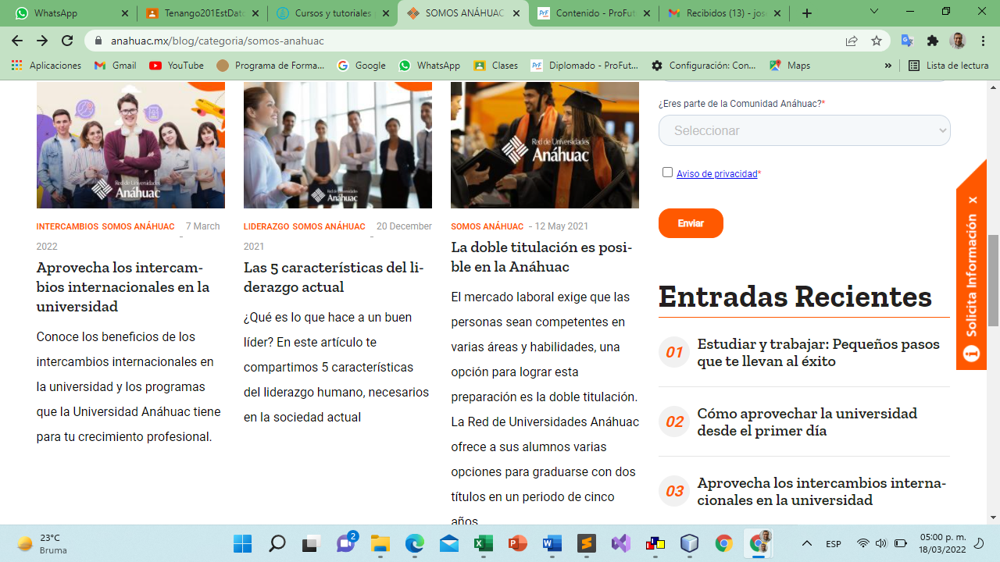 WhatsApp
Tenango201EstDato
Cursos y tutoriales
SOMOS ANÁHUAC
Contenido - ProFut
Recibidos (13) - jos
anahuac.mx/blog/categoria/somos-anahuac
Aplicaciones
Gmail
YouTube
Programa de Forma...
Google
WhatsApp
Clases
Diplomado - ProFut...
Configuración: Con...
Maps
»
Lista de lectura
Red de Universidades
Anáhuac
INTERCAMBIOS SOMOS ANÁHUAC - 7 March
2022
Aprovecha los intercam-
bios internacionales en la
universidad
Conoce los beneficios de los
intercambios internacionales en
la universidad y los programas
que la Universidad Anáhuac tiene
para tu crecimiento profesional.
Red de Universidades
Anáhuac
LIDERAZGO SOMOS ANÁHUAC - 20 December
2021
Las 5 características del li-
derazgo actual
¿Qué es lo que hace a un buen
líder? En este artículo te
compartimos 5 características
del liderazgo humano, necesarios
en la sociedad actual
Red de Universidades
Anáhuac
SOMOS ANÁHUAC - 12 May 2021
La doble titulación es posi-
ble en la Anáhuac
El mercado laboral exige que las
personas sean competentes en
varias áreas y habilidades, una
opción para lograr esta
preparación es la doble titulación.
La Red de Universidades Anáhuac
ofrece a sus alumnos varias
opciones para graduarse con dos
títulos en un periodo de cinco
años
¿Eres parte de la Comunidad Anáhuac?*
Seleccionar
Aviso de privacidad*
Enviar
Entradas Recientes
01 Estudiar y trabajar: Pequeños pasos
que te llevan al éxito
02 Cómo aprovechar la universidad
desde el primer día
03 Aprovecha los intercambios interna-
cionales en la universidad
Solicita Información x
23°C
Bruma
2
ESP
05:00 p. m.
18/03/2022